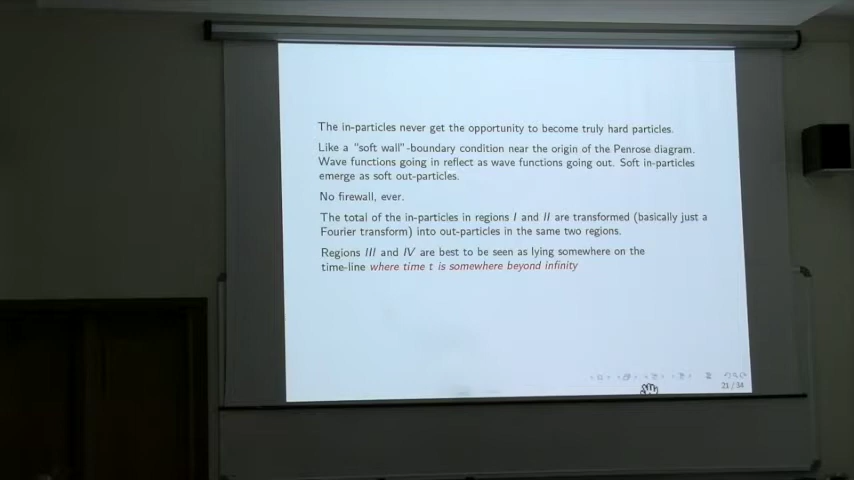 The in-particles never get the opportunity to become truly hard particles.
Like a "soft wall"-boundary condition near the origin of the Penrose diagram.
Wave functions going in reflect as wave functions going out. Soft in-particles
emerge as soft out-particles.
No firewall, ever.
The total of the in-particles in regions I and II are transformed (basically just a
Fourier transform) into out-particles in the same two regions.
Regions III and IV are best to be seen as lying somewhere on the
time-line where time t is somewhere beyond infinity
21 / 34